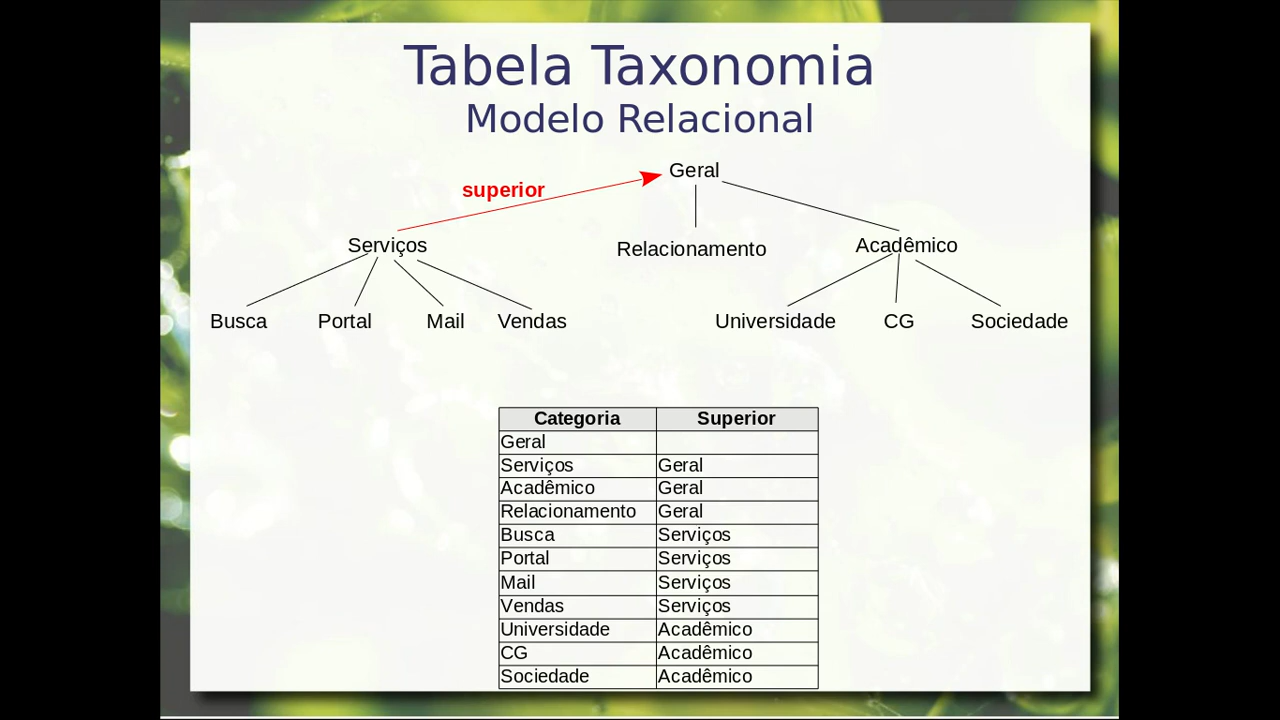 Tabela Taxonomia
Modelo Relacional
Geral
superior
Serviços Relacionamento Acadêmico
Busca Portal Mail Vendas Universidade CG Sociedade
Categoria Superior
Geral
Serviços Geral
Acadêmico Geral
Relacionamento Geral
Busca Serviços
Portal Serviços
Mail Serviços
Vendas Serviços
Universidade Acadêmico
CG Acadêmico
Sociedade Acadêmico